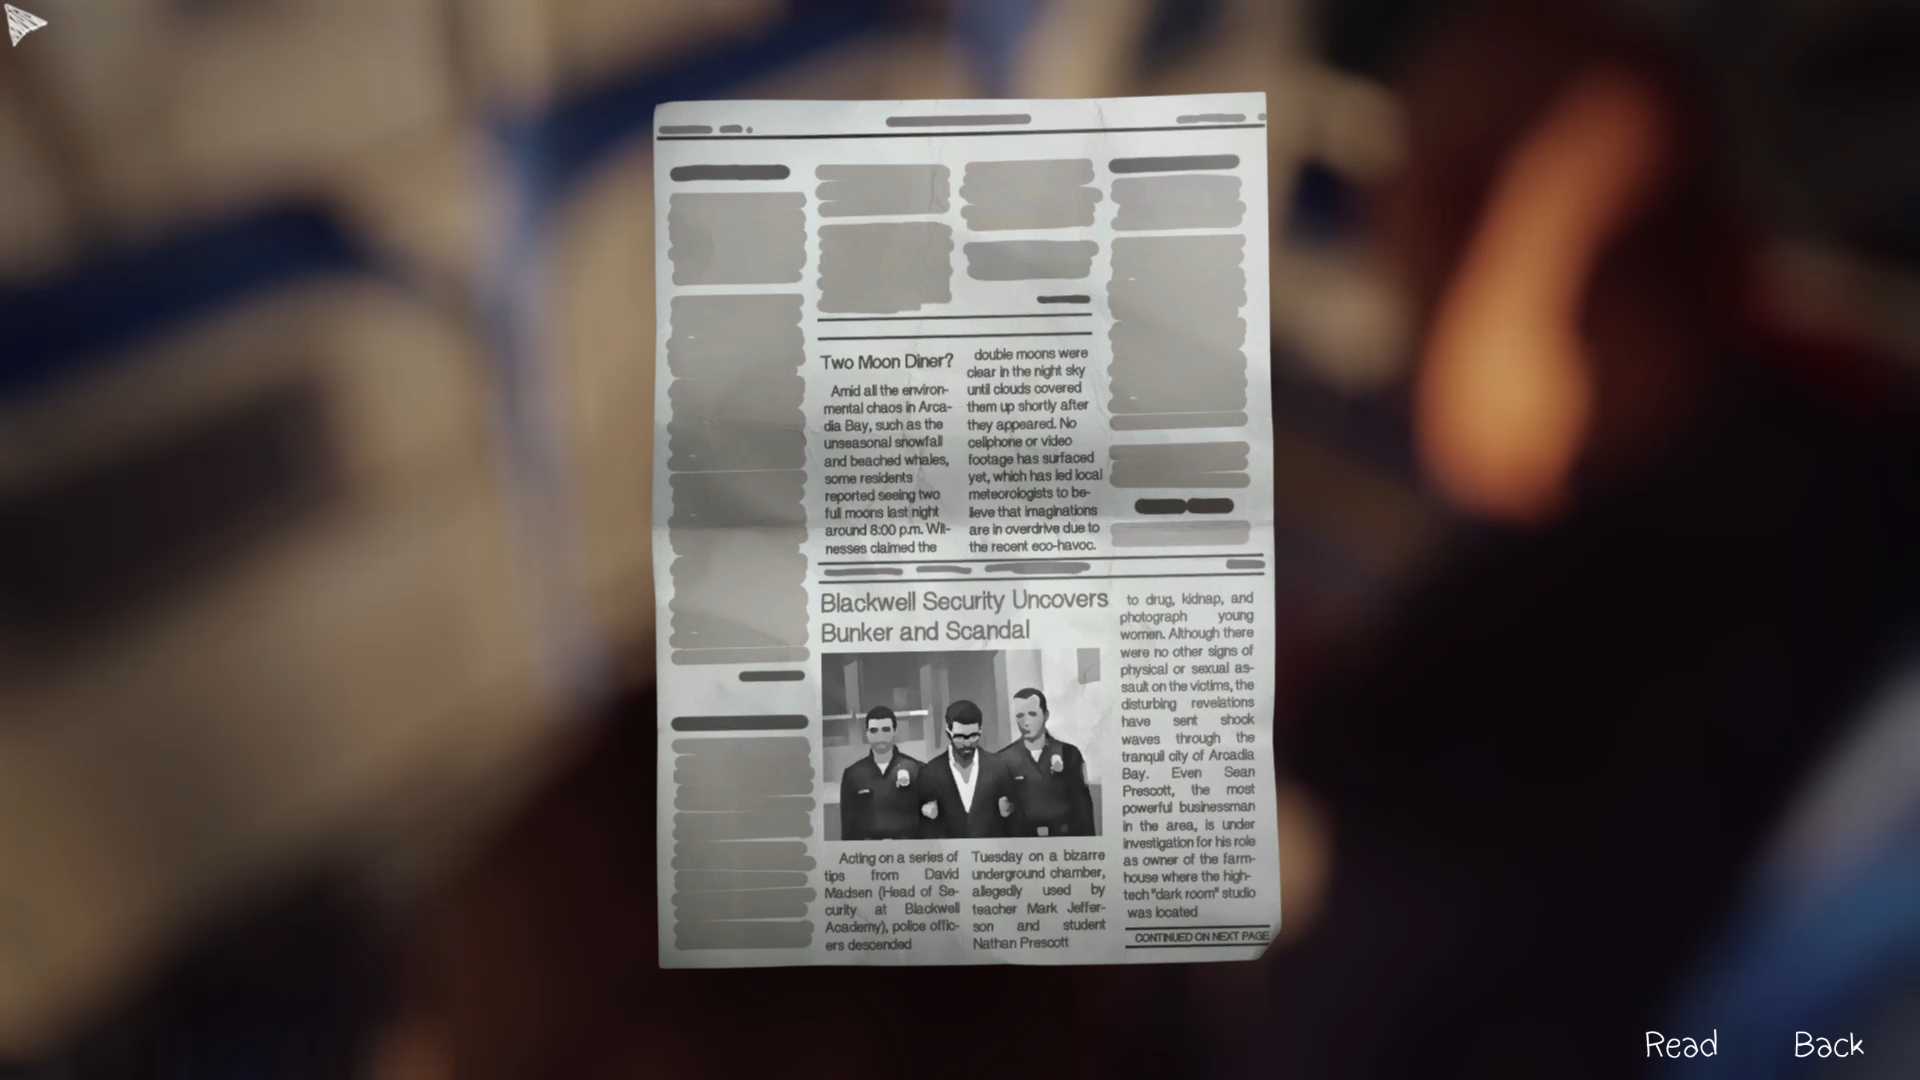 Two Moon Diner?
Amid all the environ-
mental chaos in Arca-
dia Bay, such as the
unseasonal snowfall
and beached whales,
some residents
reported seeing two
full moons last night
around 8:00 p.m. Wit-
nesses claimed the
double moons were
clear in the night sky
until clouds covered
them up shortly after
they appeared. No
cellphone or video
footage has surfaced
yet, which has led local
meteorologists to be-
lieve that imaginations
are in overdrive due to
the recent eco-havoc.
Blackwell Security Uncovers
Bunker and Scandal
Acting on a series of
tips from David
Madsen (Head of Se-
curity at Blackwell
Academy), police offic-
ers descended
Tuesday on a bizarre
underground chamber,
allegedly used by
teacher Mark Jeffer-
son and student
Nathan Prescott
to drug, kidnap, and
photograph young
women. Although there
were no other signs of
physical or sexual as-
sault on the victims, the
disturbing revelations
have sent shock
waves through the
tranquil city of Arcadia
Bay. Even Sean
Prescott, the most
powerful businessman
in the area, is under
investigation for his role
as owner of the farm-
house where the high-
tech "dark room" studio
was located
CONTINUED ON NEXT PAGE
Read Back